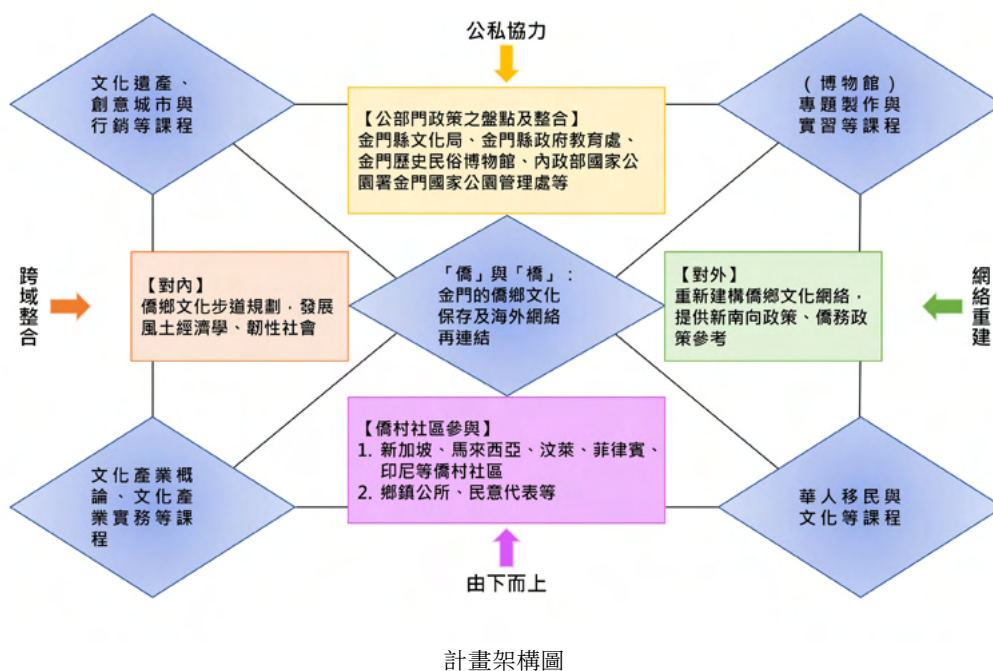 公私協力
文化遺產、
創意城市與
行銷等課程
【公部門政策之盤點及整合】
金門縣文化局、金門縣政府教育處、
金門歷史民俗博物館、內政部國家公
園署金門國家公園管理處等
(博物館)
專題製作與
實習等課程
跨域整合
【對內】
僑鄉文化步道規劃，發展
風土經濟學、韌性社會
「僑」與「橋」：
金門的僑鄉文化
保存及海外網絡
再連結
【對外】
重新建構僑鄉文化網絡，
提供新南向政策、僑務政
策參考
網絡重建
文化產業概
論、文化產
業實務等課
程
【僑村社區參與】
1. 新加坡、馬來西亞、汶萊、菲律賓、
印尼等僑村社區
2. 鄉鎮公所、民意代表等
華人移民與
文化等課程
由下而上
計畫架構圖